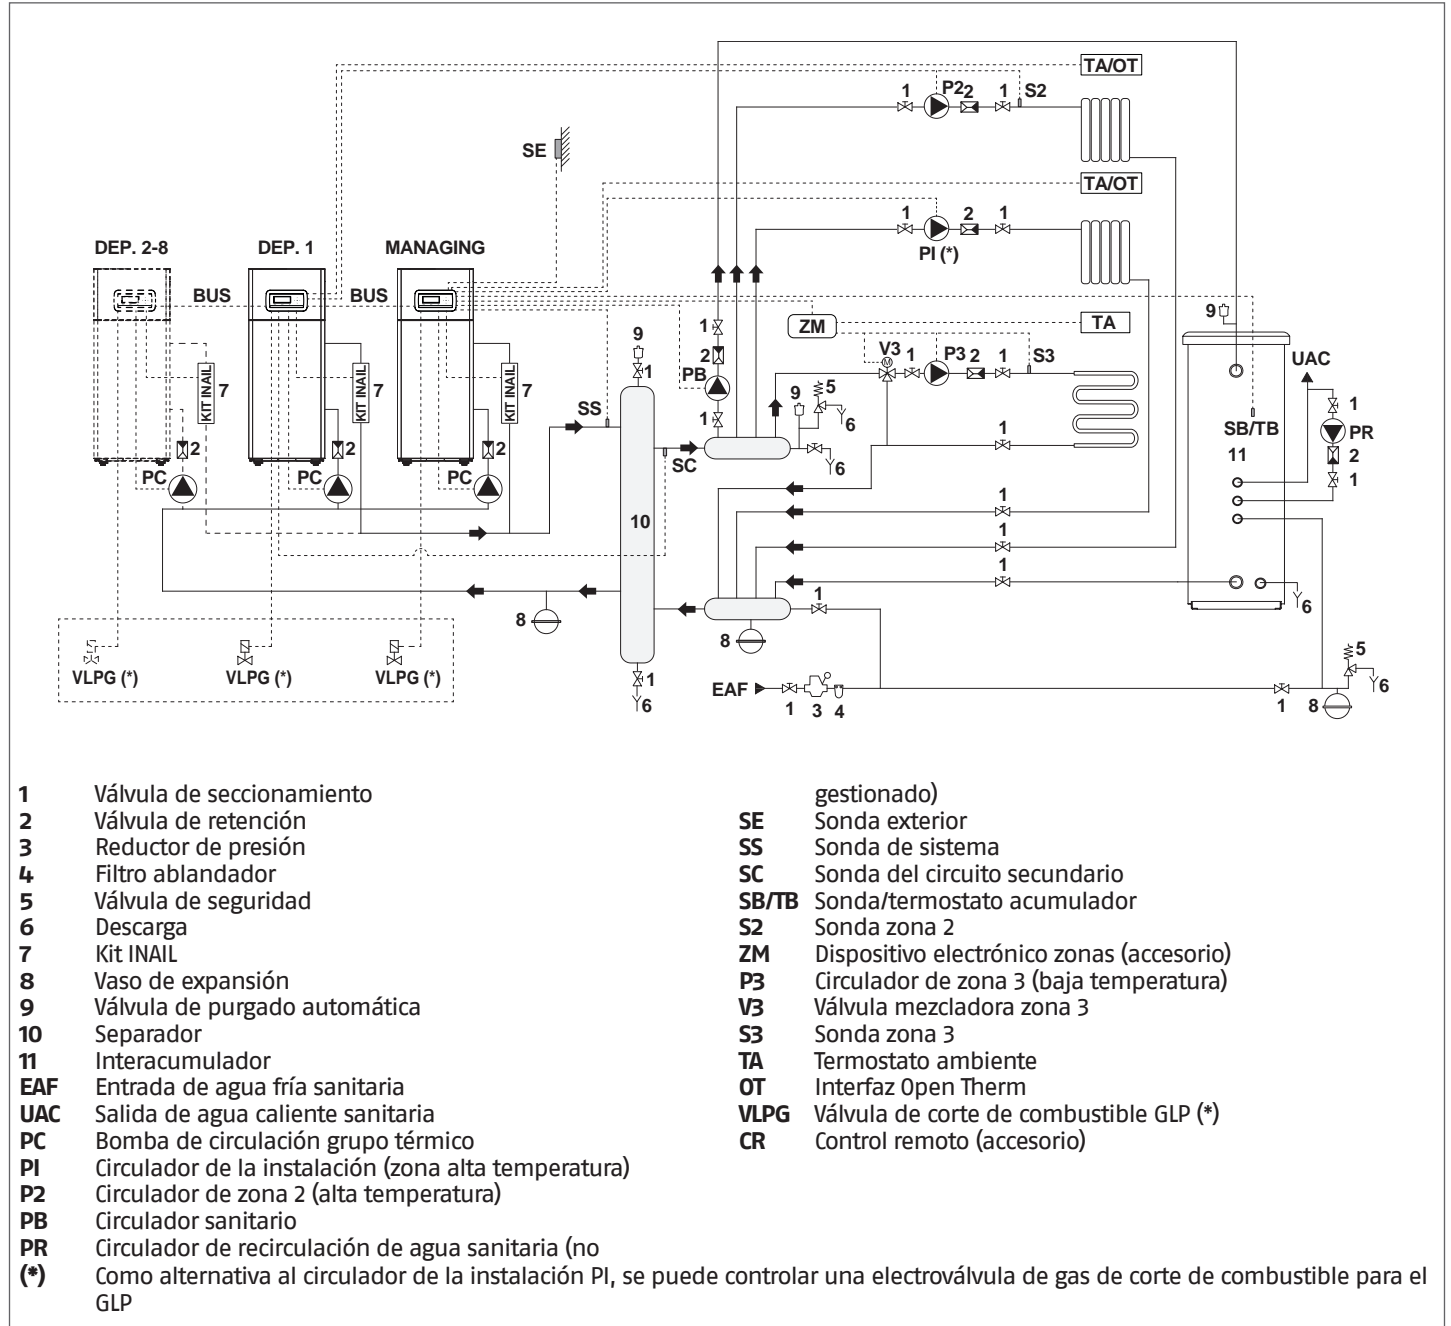 TA/OT
P2
2
1
1
S2
SE
TA/OT
1
2
1
PI (*)
DEP. 2-8
DEP. 1
MANAGING
BUS
BUS
ZM
TA
9
9
1
2
PB
1
V3
1
P3
2
1
S3
UAC
KIT INAIL
7
KIT INAIL
7
KIT INAIL
7
1
SS
9
5
6
6
1
SB/TB
11
1
PR
2
1
2
PC
2
PC
2
PC
SC
10
1
1
1
8
8
1
6
VLPG (*)
VLPG (*)
VLPG (*)
1
6
EAF
1
3
4
1
8
5
6
1 Válvula de seccionamiento
2 Válvula de retención
3 Reductor de presión
4 Filtro ablandador
5 Válvula de seguridad
6 Descarga
7 Kit INAIL
8 Vaso de expansión
9 Válvula de purgado automática
10 Separador
11 Interacumulador
EAF Entrada de agua fría sanitaria
UAC Salida de agua caliente sanitaria
PC Bomba de circulación grupo térmico
PI Circulador de la instalación (zona alta temperatura)
P2 Circulador de zona 2 (alta temperatura)
PB Circulador sanitario
PR Circulador de recirculación de agua sanitaria (no
gestionado)
SE Sonda exterior
SS Sonda de sistema
SC Sonda del circuito secundario
SB/TB Sonda/termostato acumulador
S2 Sonda zona 2
ZM Dispositivo electrónico zonas (accesorio)
P3 Circulador de zona 3 (baja temperatura)
V3 Válvula mezcladora zona 3
S3 Sonda zona 3
TA Termostato ambiente
OT Interfaz Open Therm
VLPG Válvula de corte de combustible GLP (*)
CR Control remoto (accesorio)
(*) Como alternativa al circulador de la instalación PI, se puede controlar una electroválvula de gas de corte de combustible para el
GLP